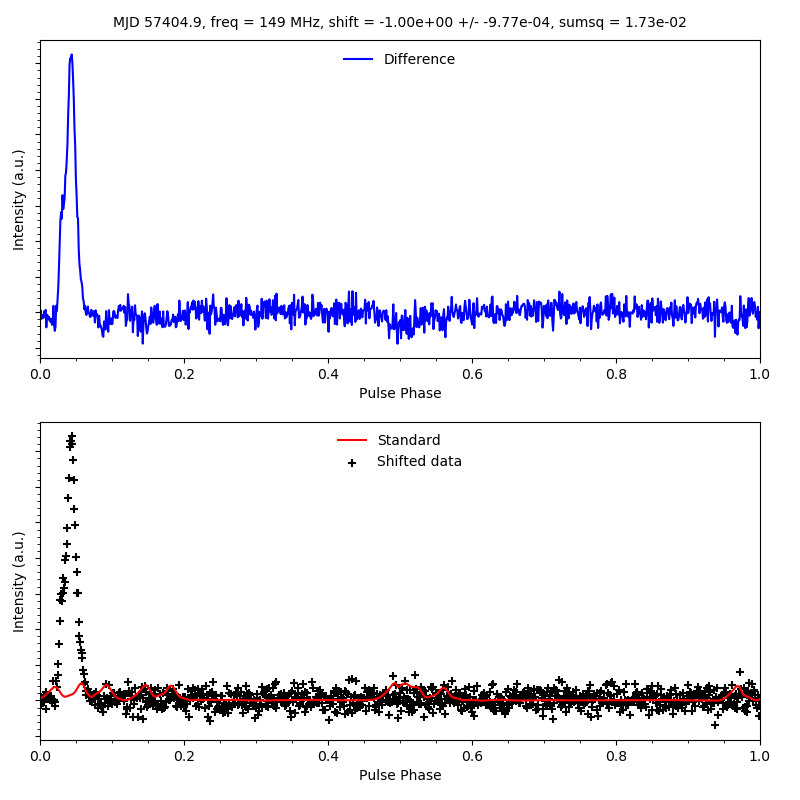 MJD 57404.9, freq = 149 MHz, shift = -1.00e+00 +/- -9.77e-04, sumsq = 1.73e-02
Difference
Intensity (a.u.)
0.0 0.2 0.4 0.6 0.8 1.0
Pulse Phase
Standard
Shifted data
Intensity (a.u.)
0.0 0.2 0.4 0.6 0.8 1.0
Pulse Phase